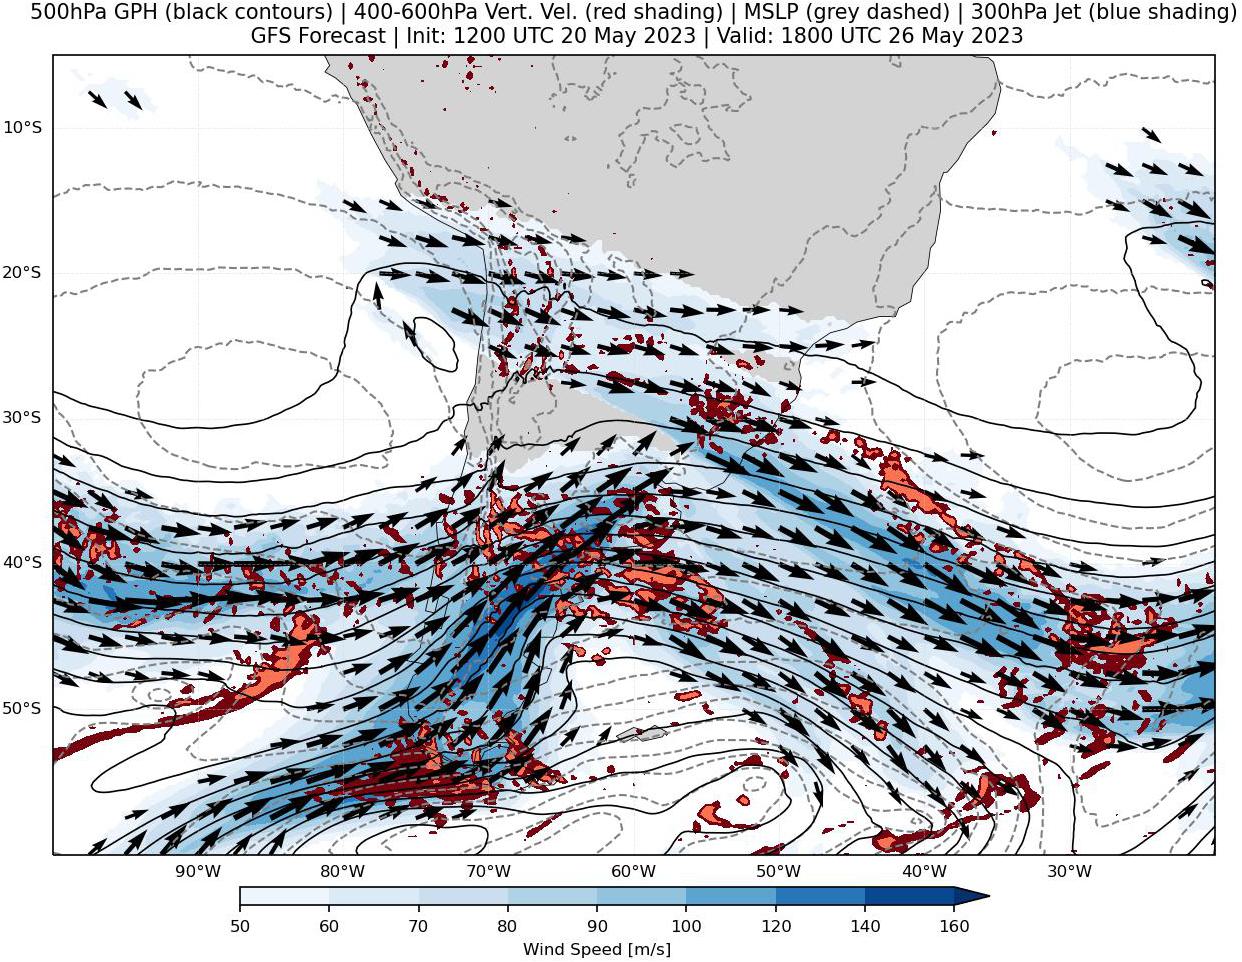 500hPa GPH (black contours) | 400-600hPa Vert. Vel. (red shading) | MSLP (grey dashed) | 300hPa Jet (blue shading)
GFS Forecast | Init: 1200 UTC 20 May 2023 | Valid: 1800 UTC 26 May 2023
10°S
20°S
30°S
40°S
50°S
90°W 80°W 70°W 60°W 50°W 40°W 30°W
50 60 70 80 90 100 120 140 160
Wind Speed [m/s]